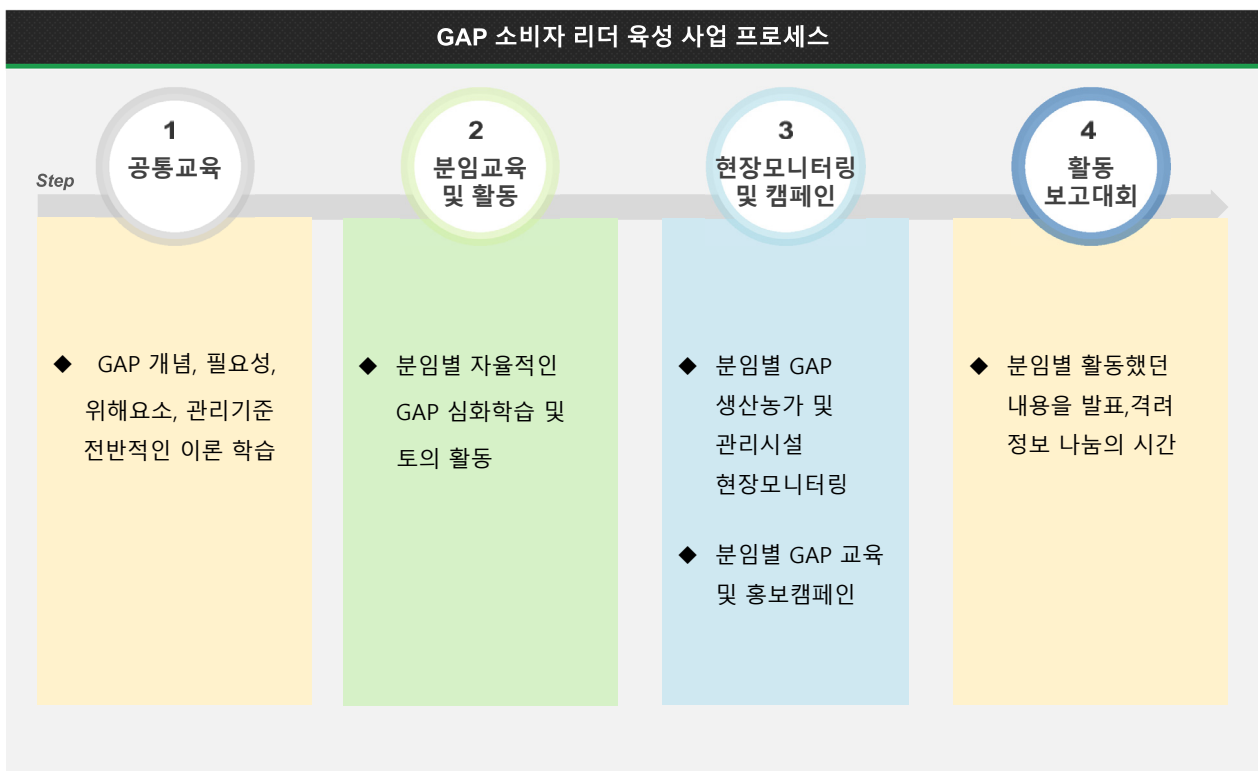 GAP 소비자 리더 육성 사업 프로세스
Step
1
공통교육
2
분임교육
및 활동
3
현장모니터링
및 캠페인
4
활동
보고대회
◆ GAP 개념, 필요성,
위해요소, 관리기준
전반적인 이론 학습
◆ 분임별 자율적인
GAP 심화학습 및
토의 활동
◆ 분임별 GAP
생산농가 및
관리시설
현장모니터링
◆ 분임별 GAP 교육
및 홍보캠페인
◆ 분임별 활동했던
내용을 발표,격려
정보 나눔의 시간